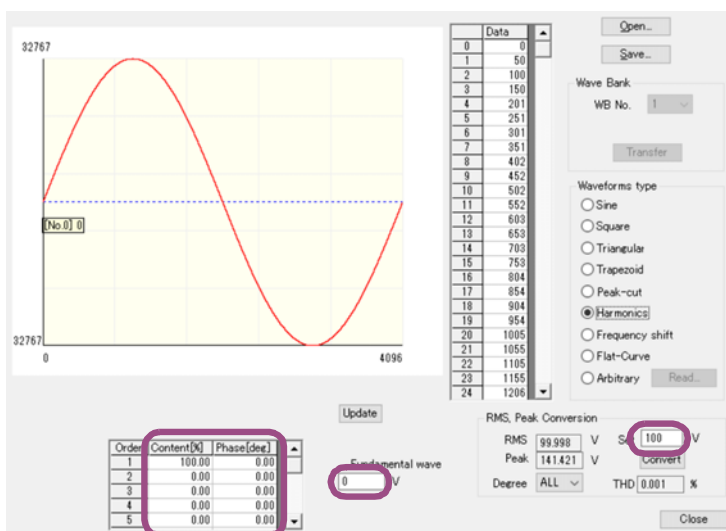 32767
[No.0] 0
32767
0
4096
Data
0 0
1 50
2 100
3 150
4 201
5 251
6 301
7 351
8 402
9 452
10 502
11 552
12 603
13 653
14 703
15 753
16 804
17 854
18 904
19 954
20 1005
21 1055
22 1105
23 1155
24 1206
Open...
Save...
Wave Bank
WB No. 1
Transfer
Waveforms type
Sine
Square
Triangular
Trapezoid
Peak-cut
Harmonics
Frequency shift
Flat-Curve
Arbitrary Read...
Update
Order Content[%] Phase[deg]
1 100.00 0.00
2 0.00 0.00
3 0.00 0.00
4 0.00 0.00
5 0.00 0.00
Fundamental wave
0 V
RMS, Peak Conversion
RMS 99.998 V
Peak 141.421 V
100 V
Convert
Degree ALL
THD 0.001 %
Close